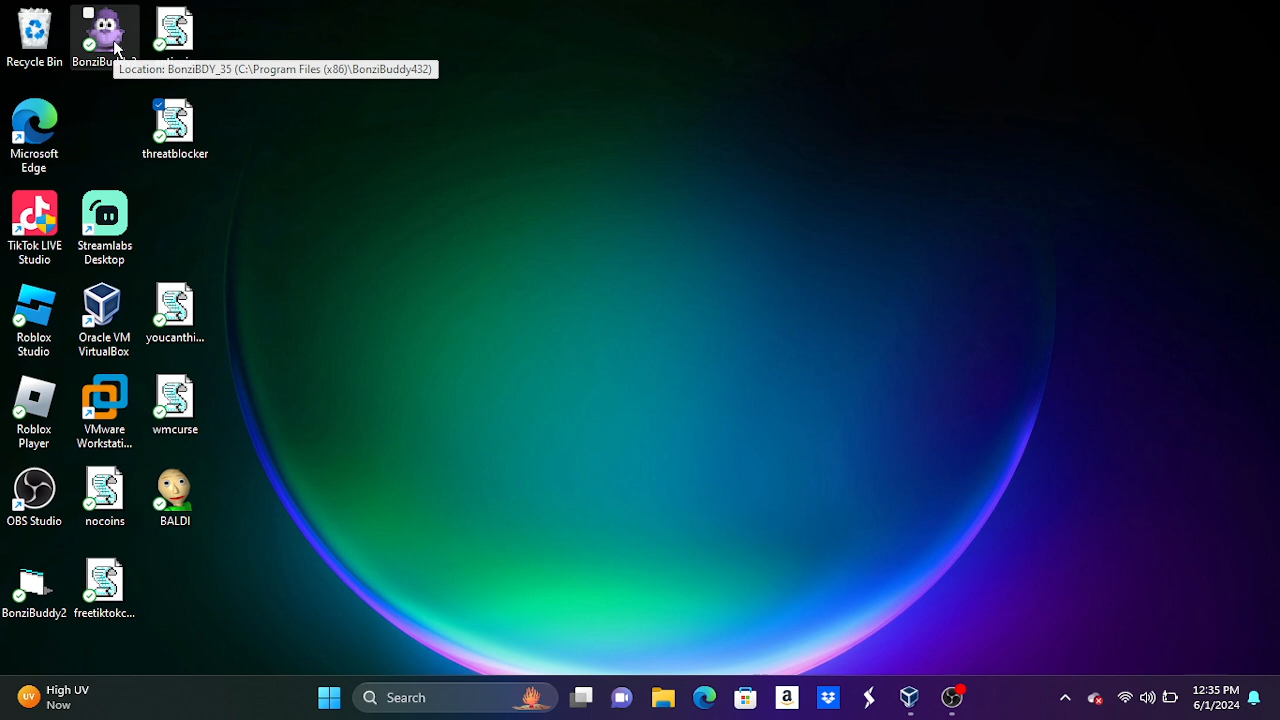 Recycle Bin
BonziBu...
Location: BonziBDY_35 (C:\Program Files (x86)\BonziBuddy432)
Microsoft
Edge
threatblocker
TikTok LIVE
Studio
Streamlabs
Desktop
Roblox
Studio
Oracle VM
VirtualBox
youcanthi...
Roblox
Player
VMware
Workstati...
wmcurse
OBS Studio
nocoins
BALDI
BonziBuddy2
freetiktokc...
UV
High UV
Now
Search
12:35 PM
6/1/2024